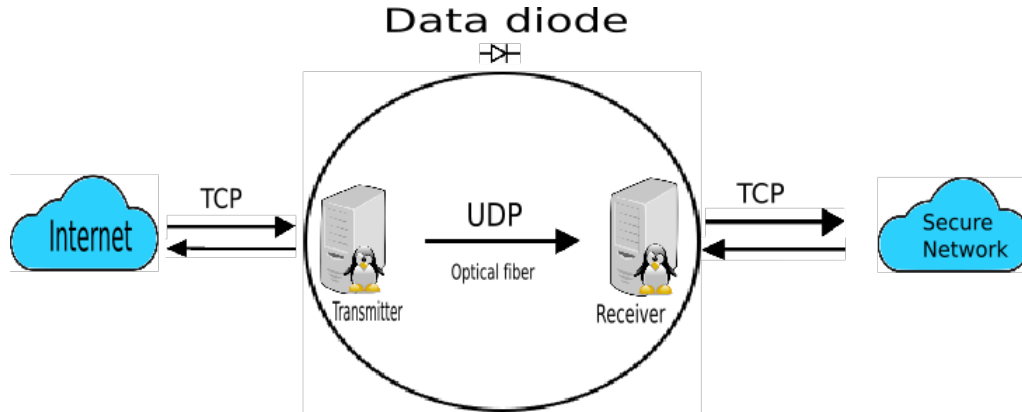 Data diode
TCP
TCP
Internet
UDP
Secure
Network
Optical fiber
Transmitter
Receiver